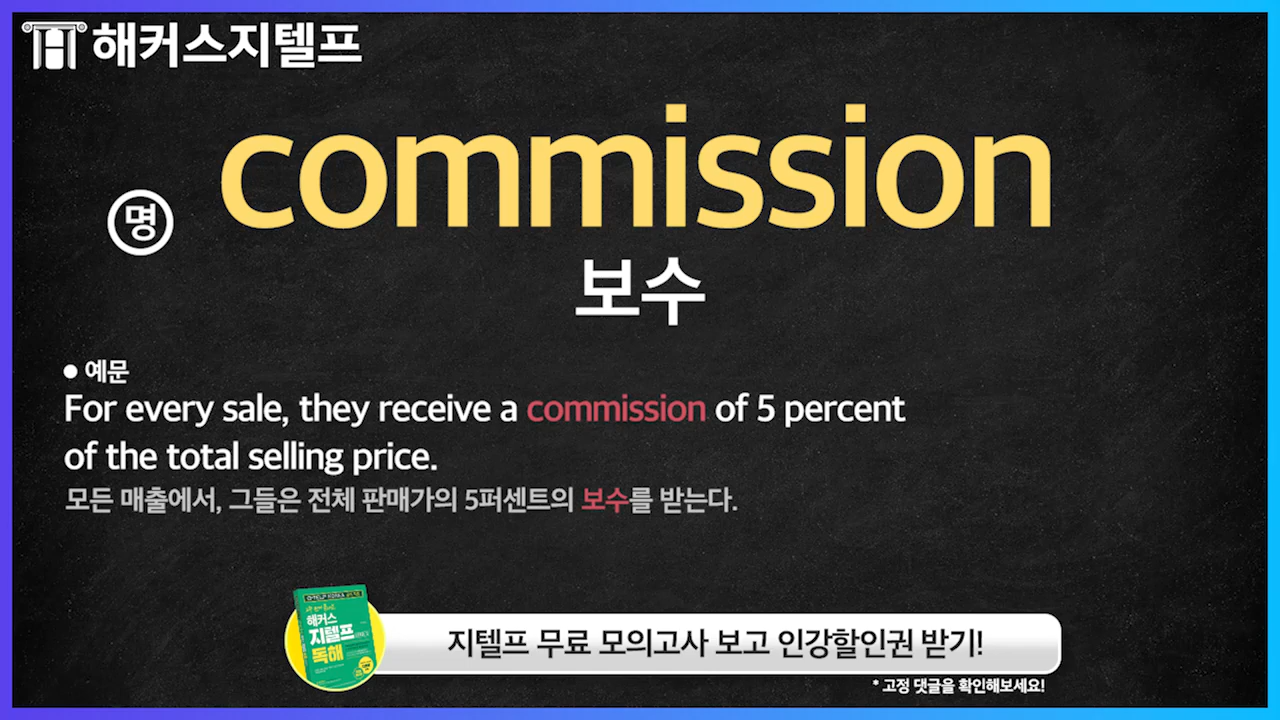 해커스지텔프
명
commission
보수
● 예문
For every sale, they receive a commission of 5 percent
of the total selling price.
모든 매출에서, 그들은 전체 판매가의 5퍼센트의 보수를 받는다.
해커스
지텔프
독해
지텔프 무료 모의고사 보고 인강할인권 받기!
* 고정 댓글을 확인해보세요!